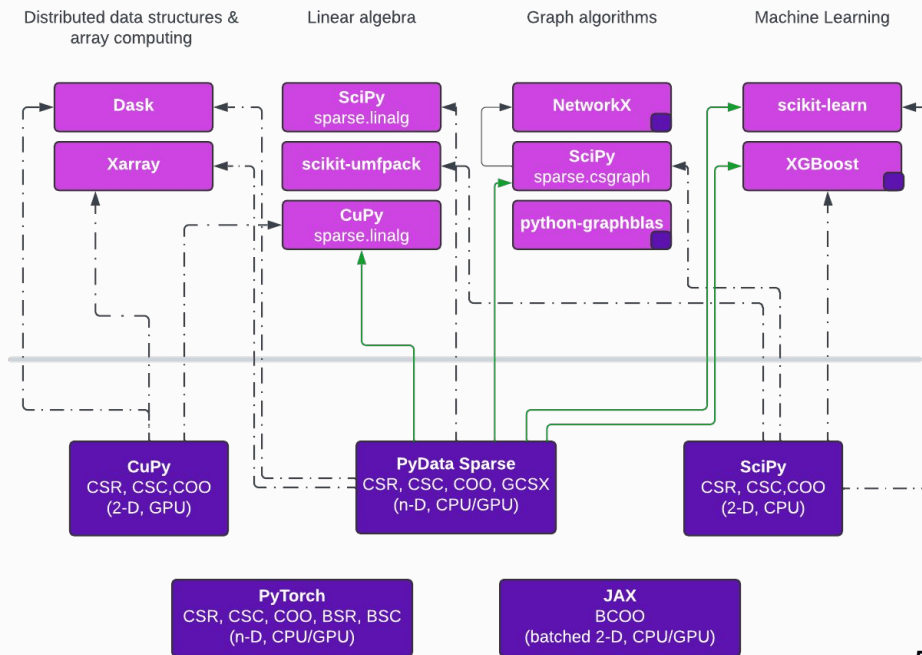 Distributed data structures &
array computing
Linear algebra
Graph algorithms
Machine Learning
Dask
SciPy
sparse.linalg
NetworkX
scikit-learn
Xarray
scikit-umfpack
SciPy
sparse.csgraph
XGBoost
CuPy
sparse.linalg
python-graphblas
CuPy
CSR, CSC,COO
(2-D, GPU)
PyData Sparse
CSR, CSC, COO, GCSX
(n-D, CPU/GPU)
SciPy
CSR, CSC,COO
(2-D, CPU)
PyTorch
CSR, CSC, COO, BSR, BSC
(n-D, CPU/GPU)
JAX
BCOO
(batched 2-D, CPU/GPU)